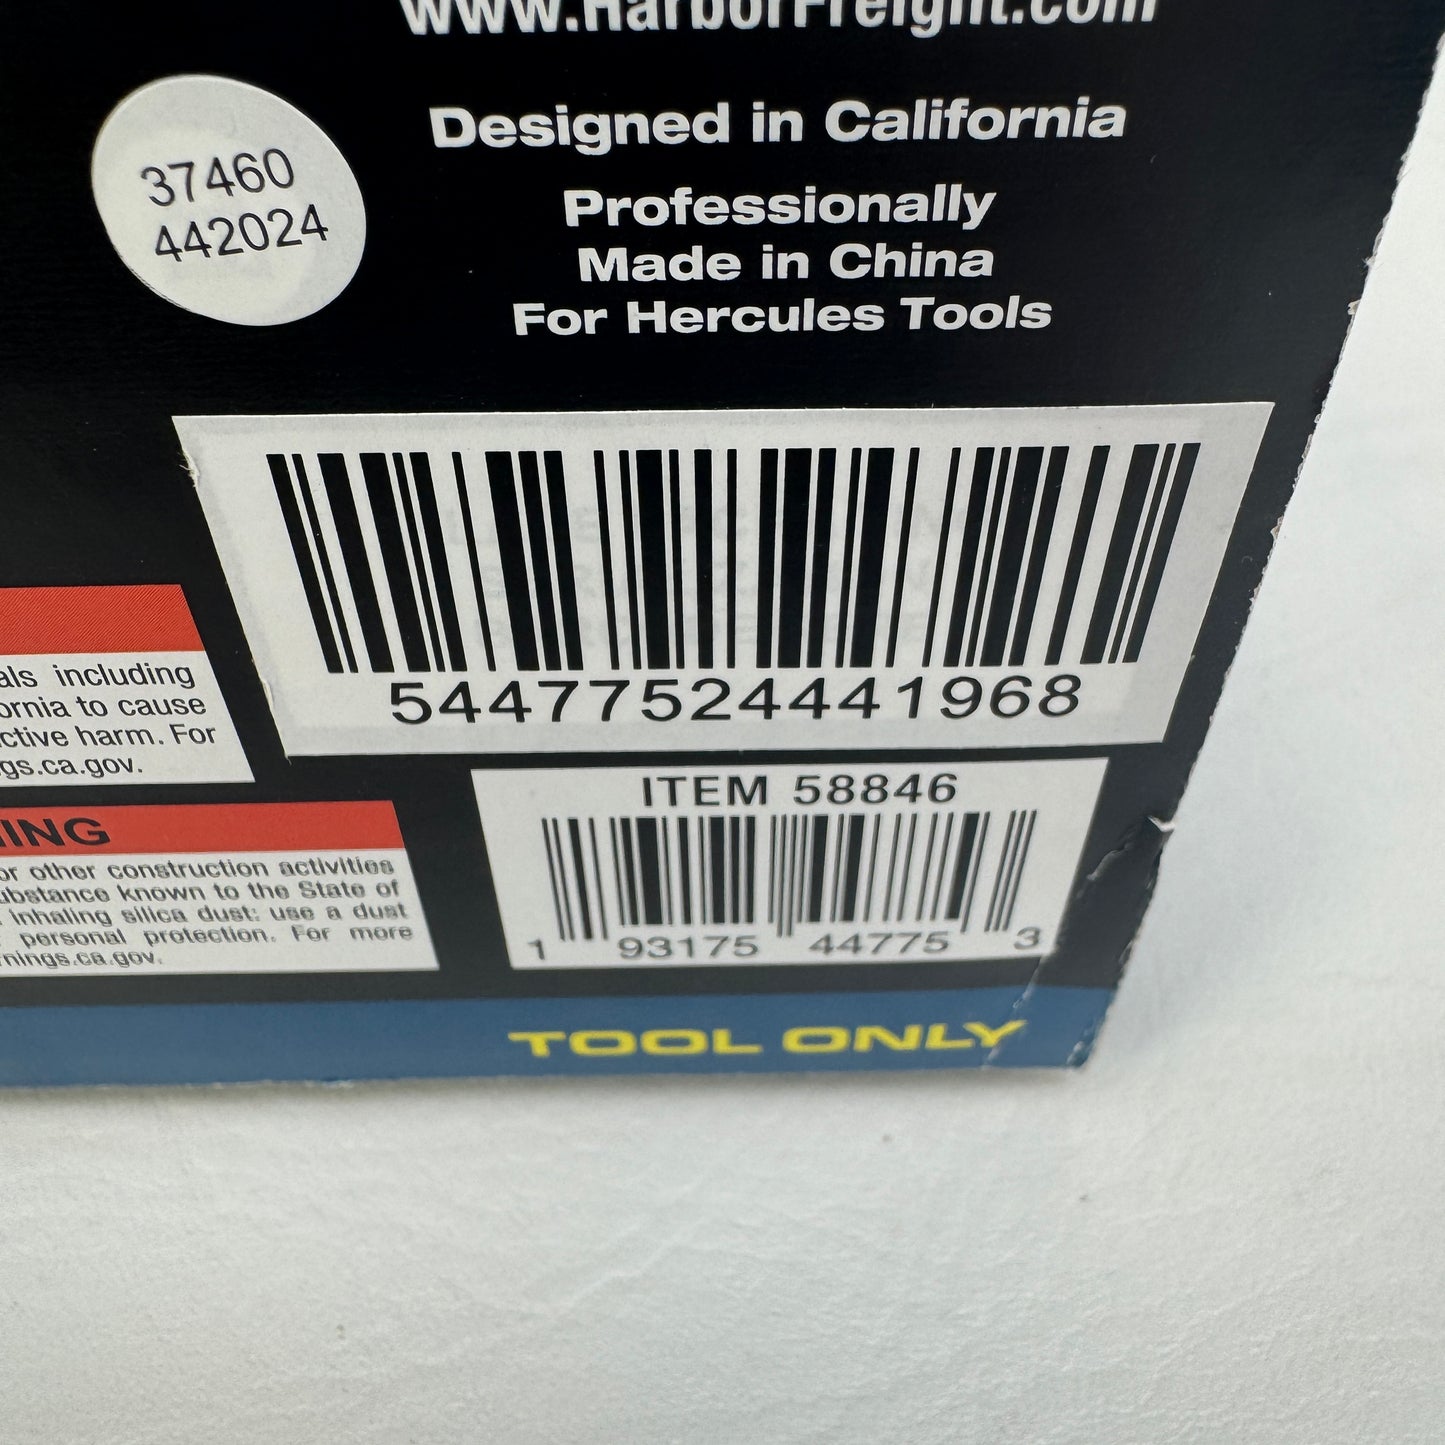 www.HarborFreight.com
Designed in California
37460
442024
Professionally
Made in China
For Hercules Tools
54477524441968
als including
ornia to cause
ctive harm. For
gs.ca.gov.
ITEM 58846
1 93175 44775 3
ING
or other construction activities
ubstance known to the State of
inhaling silica dust: use a dust
personal protection. For more
rnings.ca.gov.
TOOL ONLY